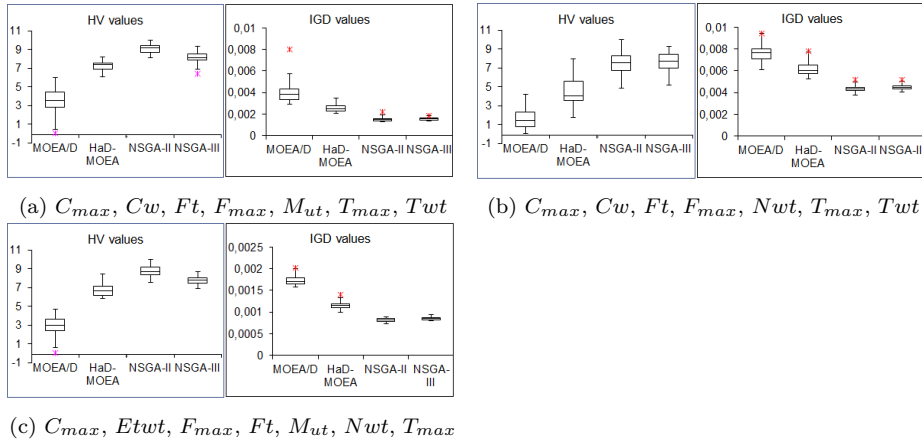 HV values
11
9
7
5
3
1
-1
MOEA/D
HaD-
MOEA
NSGA-II
NSGA-III
IGD values
0,01
0,008
0,006
0,004
0,002
0
MOEA/D
HaD-
MOEA
NSGA-II
NSGA-III
(a) Cmax, Cw, Ft, Fmax, Mut, Tmax, Twt
HV values
11
9
7
5
3
1
-1
MOEA/D
HaD-
MOEA
NSGA-II
NSGA-III
IGD values
0,01
0,008
0,006
0,004
0,002
0
MOEA/D
HaD-
MOEA
NSGA-II
NSGA-III
(b) Cmax, Cw, Ft, Fmax, Nwt, Tmax, Twt
HV values
11
9
7
5
3
1
-1
MOEA/D
HaD-
MOEA
NSGA-II
NSGA-III
IGD values
0,0025
0,002
0,0015
0,001
0,0005
0
MOEA/D
HaD-
MOEA
NSGA-II
NSGA-
III
(c) Cmax, Etwt, Fmax, Ft, Mut, Nwt, Tmax